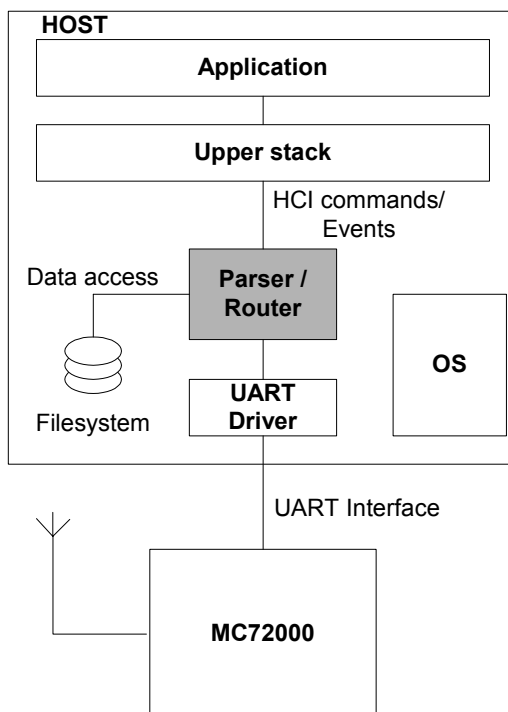 HOST
Application
Upper stack
HCI commands/
Events
Data access
Parser /
Router
OS
UART
Driver
Filesystem
UART Interface
MC72000